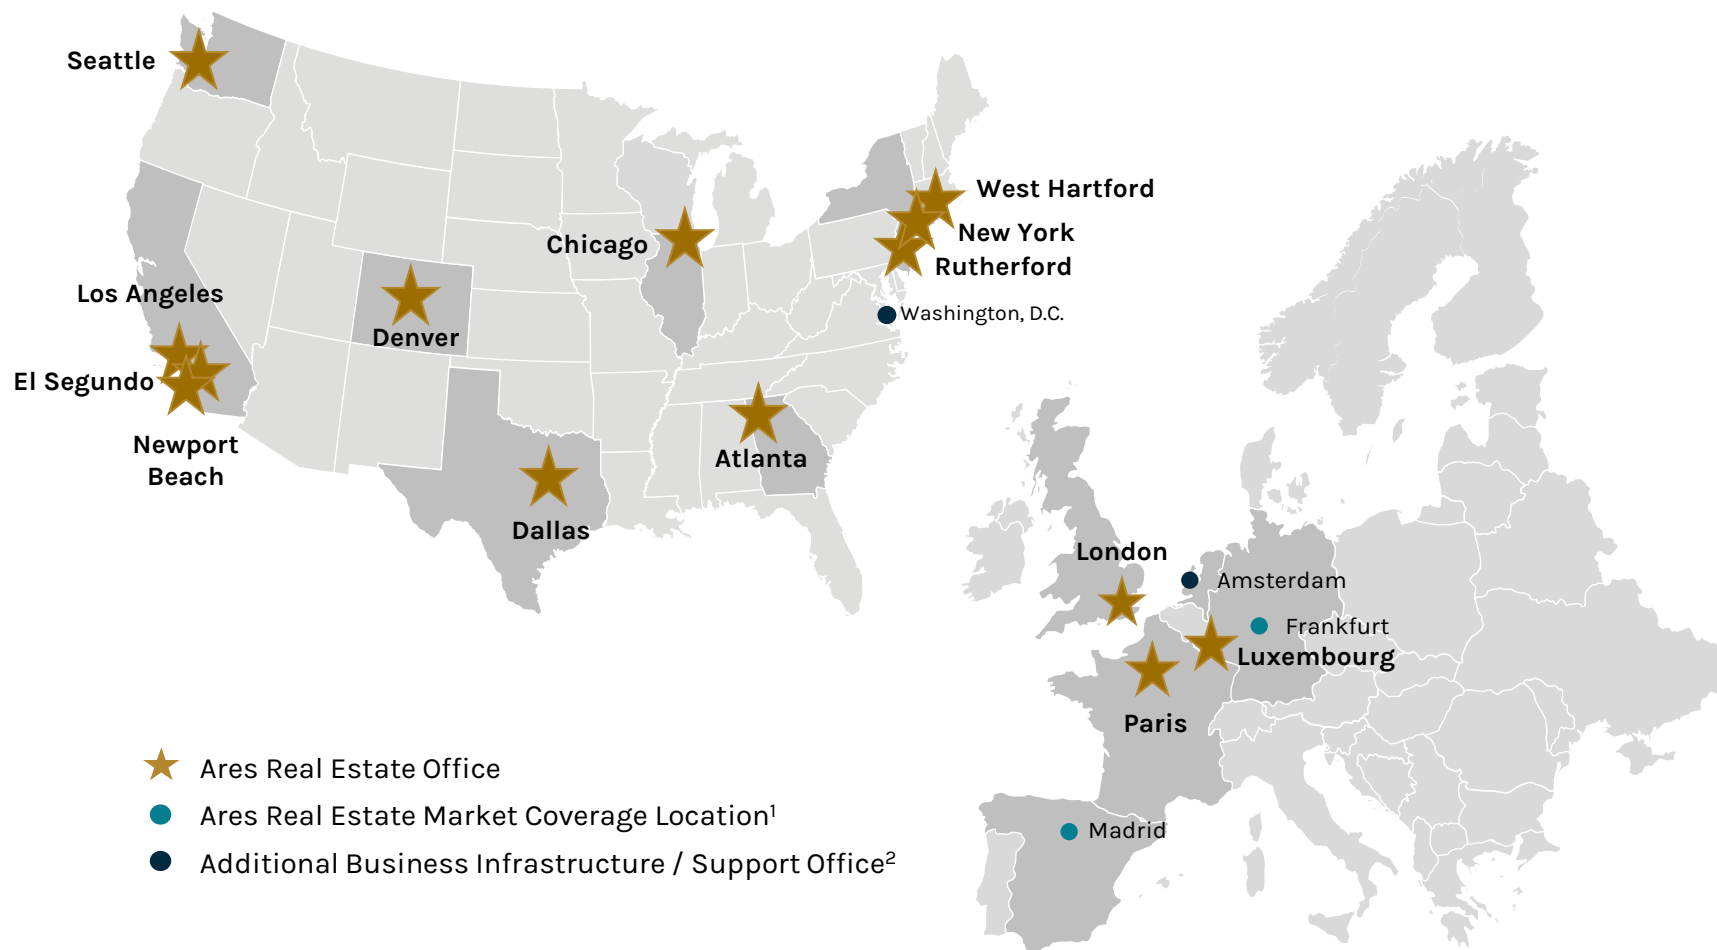 Seattle
West Hartford
New York
Chicago
Rutherford
Los Angeles
Washington, D.C.
Denver
El Segundo
Newport
Beach
Atlanta
Dallas
London
Amsterdam
Frankfurt
Luxembourg
Paris
Madrid
Ares Real Estate Office
Ares Real Estate Market Coverage Location¹
Additional Business Infrastructure / Support Office²